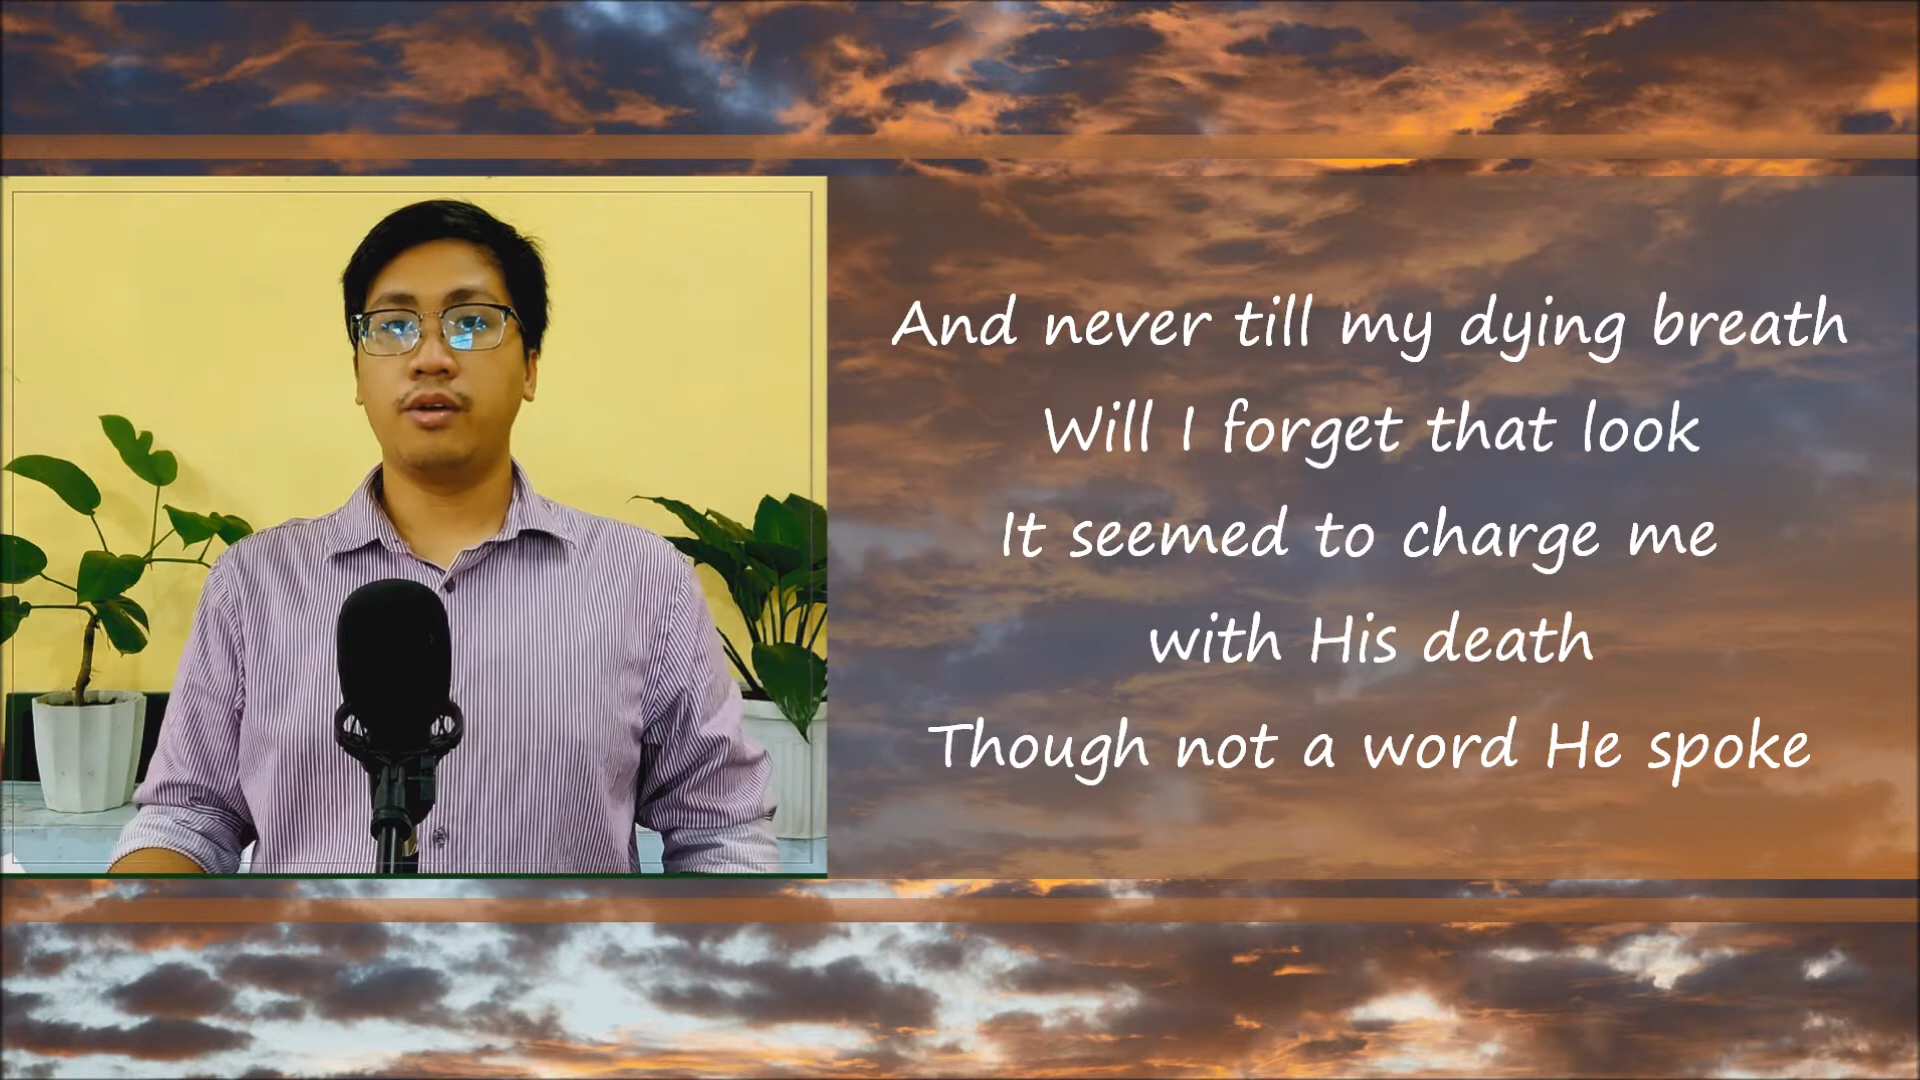 And never till my dying breath
Will I forget that look
It seemed to charge me
with His death
Though not a word He spoke